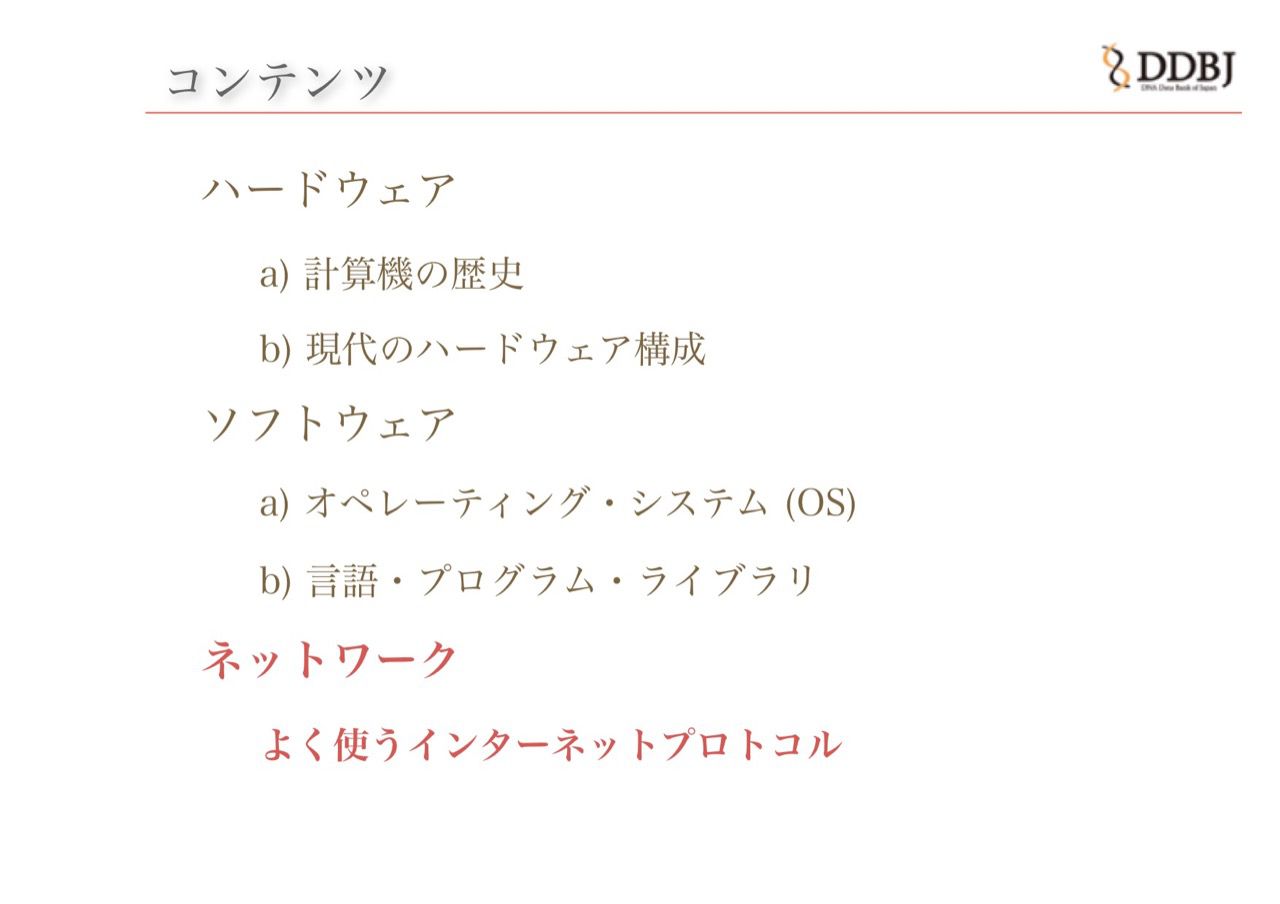 コンテンツ
DDBJ
DNA Data Bank of Japan
ハードウェア
a) 計算機の歴史
b) 現代のハードウェア構成
ソフトウェア
a) オペレーティング・システム (OS)
b) 言語・プログラム・ライブラリ
ネットワーク
よく使うインターネットプロトコル